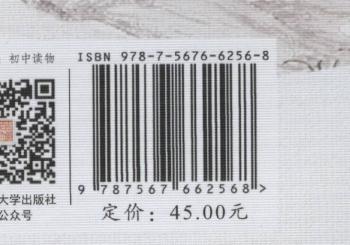 初中读物
ISBN 978-7-5676-6256-8
9 787567 662568 >
大学出版社
公众号
定价：45.00元